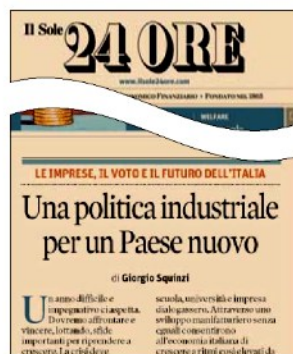 Il Sole
24 ORE
www.ilsole24ore.com
FINANZIARIO • FONDATO NEL 1865
WELFARE
LE IMPRESE, IL VOTO E IL FUTURO DELL'ITALIA
Una politica industriale
per un Paese nuovo
di Giorgio Squinzi
Un anno difficile e
impegnativo ci aspetta.
Dovremo affrontare e
vincere, lottando, sfide
importanti per riprendere a
crescere. La crisi deve
scuola, università e impresa
dialogassero. Attraverso uno
sviluppo manifatturiero senza
eguali consentirono
all'economia italiana di
crescere a ritmi più elevati da